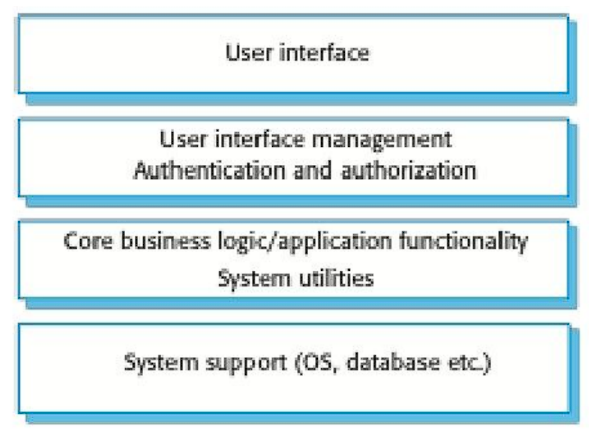 User interface
User interface management
Authentication and authorization
Core business logic/application functionality
System utilities
System support (OS, database etc.)